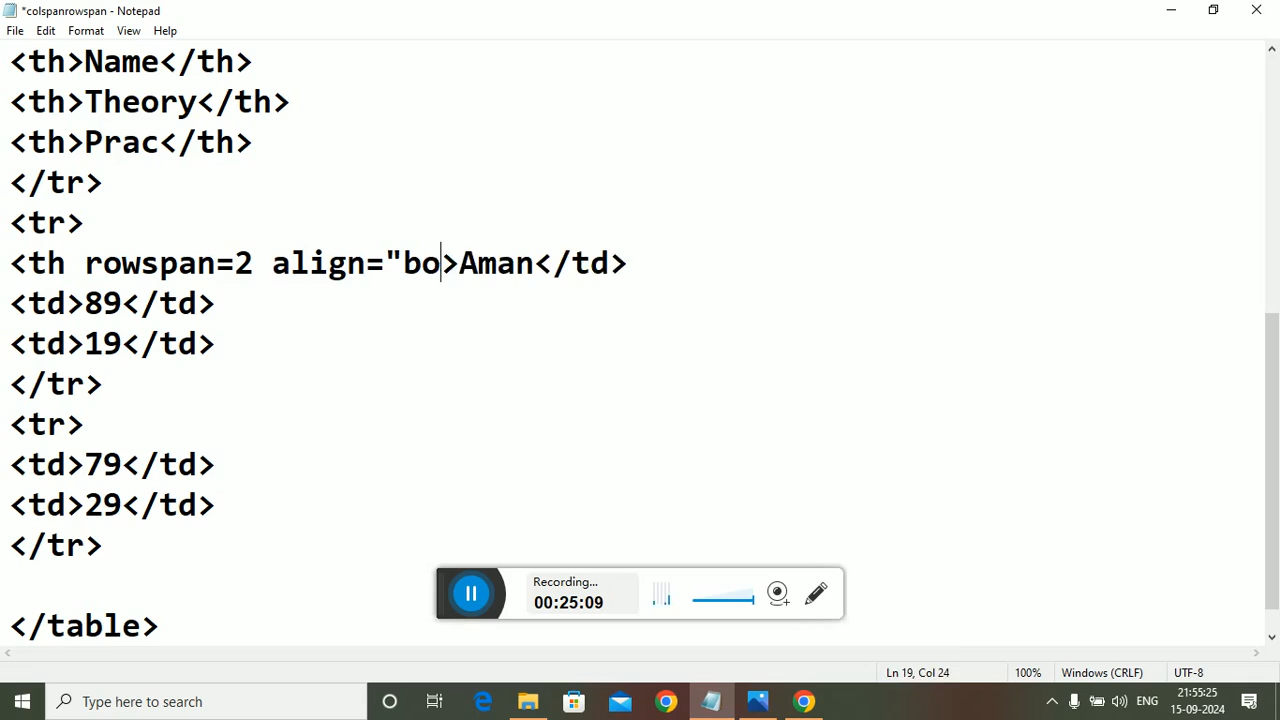 *colspanrowspan - Notepad
File Edit Format View Help
<th>Name</th>
<th>Theory</th>
<th>Prac</th>
</tr>
<tr>
<th rowspan=2 align="bo>Aman</td>
<td>89</td>
<td>19</td>
</tr>
<tr>
<td>79</td>
<td>29</td>
</tr>
</table>
Recording...
00:25:09
Ln 19, Col 24 100% Windows (CRLF) UTF-8
Type here to search
ENG
21:55:25
15-09-2024